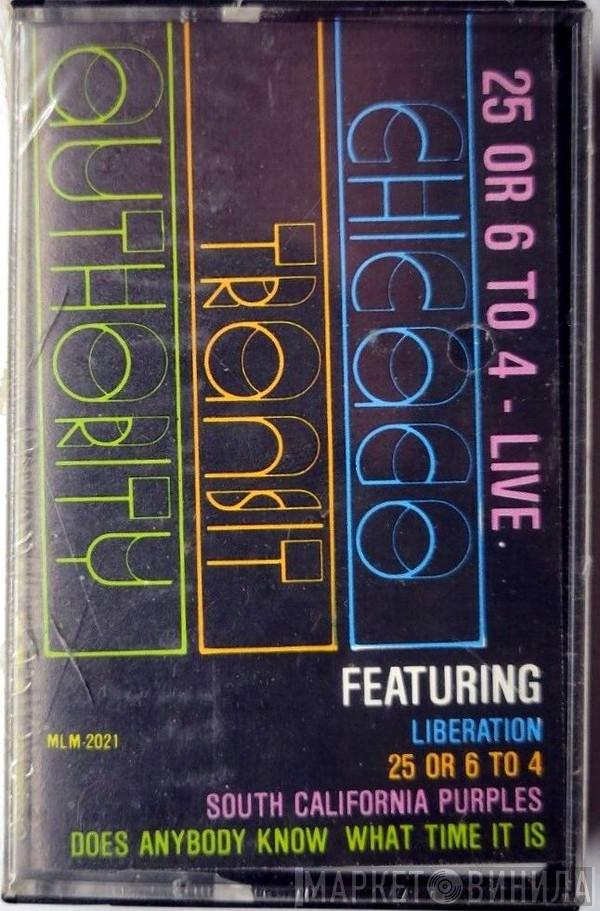 25 OR 6 TO 4 - LIVE
CHICAGO
TRANSIT
AUTHORITY
FEATURING
LIBERATION
25 OR 6 TO 4
SOUTH CALIFORNIA PURPLES
DOES ANYBODY KNOW WHAT TIME IT IS
MLM-2021
МАРКЕТ ВИНИЛА